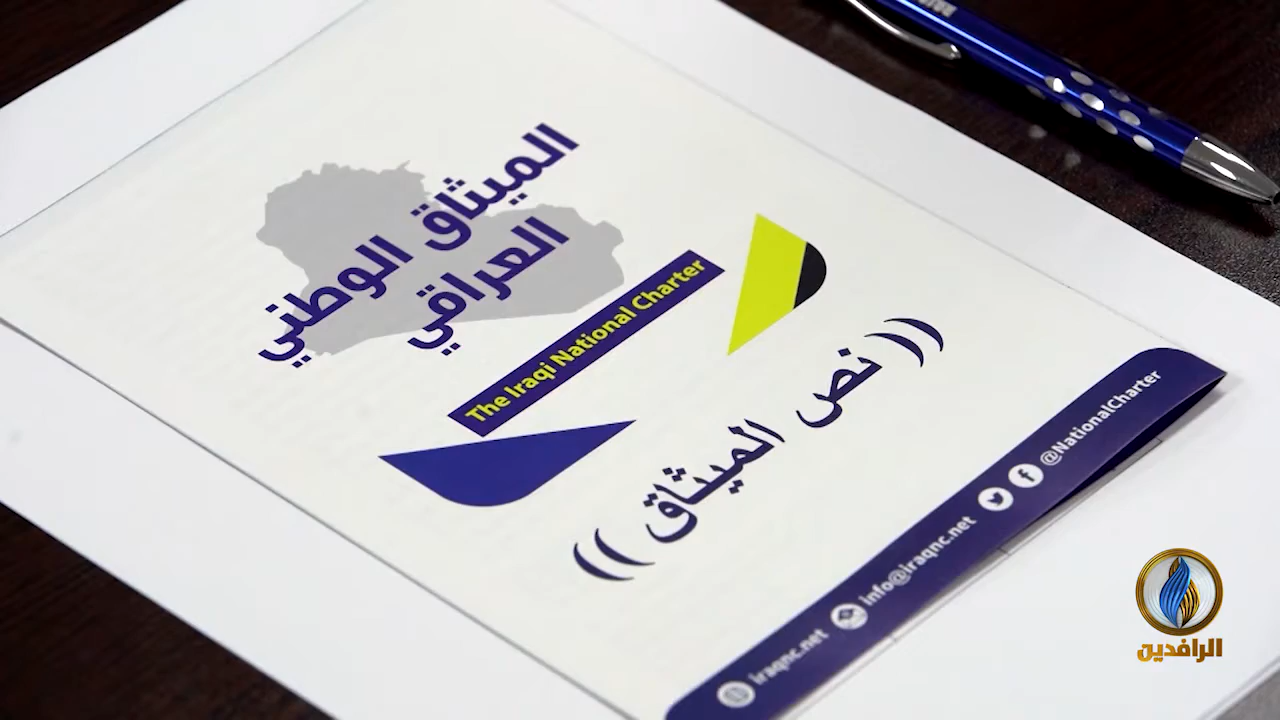 الميثاق الوطني
العراقي
The Iraqi National Charter
(( نص الميثاق ))
iraqnc.net info@iraqnc.net @NationalCharter
الرافدين